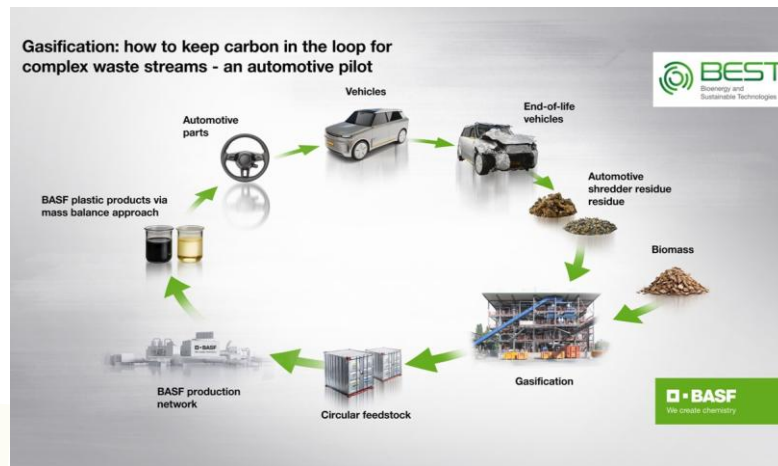 Gasification: how to keep carbon in the loop for
complex waste streams - an automotive pilot
BEST
Bioenergy and
Sustainable Technologies
Vehicles
End-of-life
vehicles
Automotive
parts
Automotive
shredder residue
residue
BASF plastic products via
mass balance approach
Biomass
BASF
BASF production
network
Circular feedstock
Gasification
BASF
We create chemistry